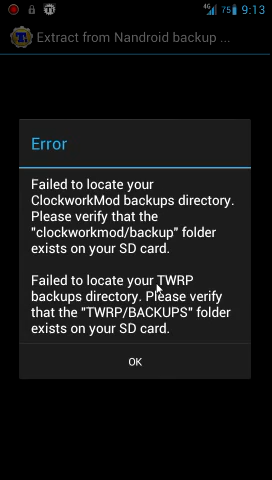 4G 75 9:13
Extract from Nandroid backup ...
Error
Failed to locate your
ClockworkMod backups directory.
Please verify that the
"clockworkmod/backup" folder
exists on your SD card.
Failed to locate your TWRP
backups directory. Please verify
that the "TWRP/BACKUPS" folder
exists on your SD card.
OK